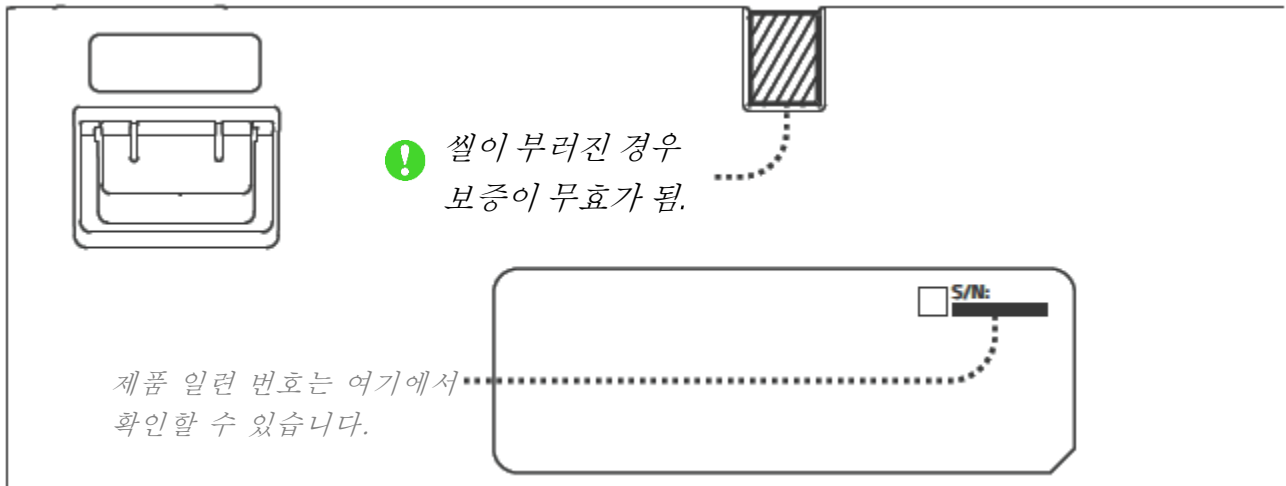 씰이 부러진 경우
보증이 무효가 됨.
S/N:
제품 일련 번호는 여기에서
확인할 수 있습니다.